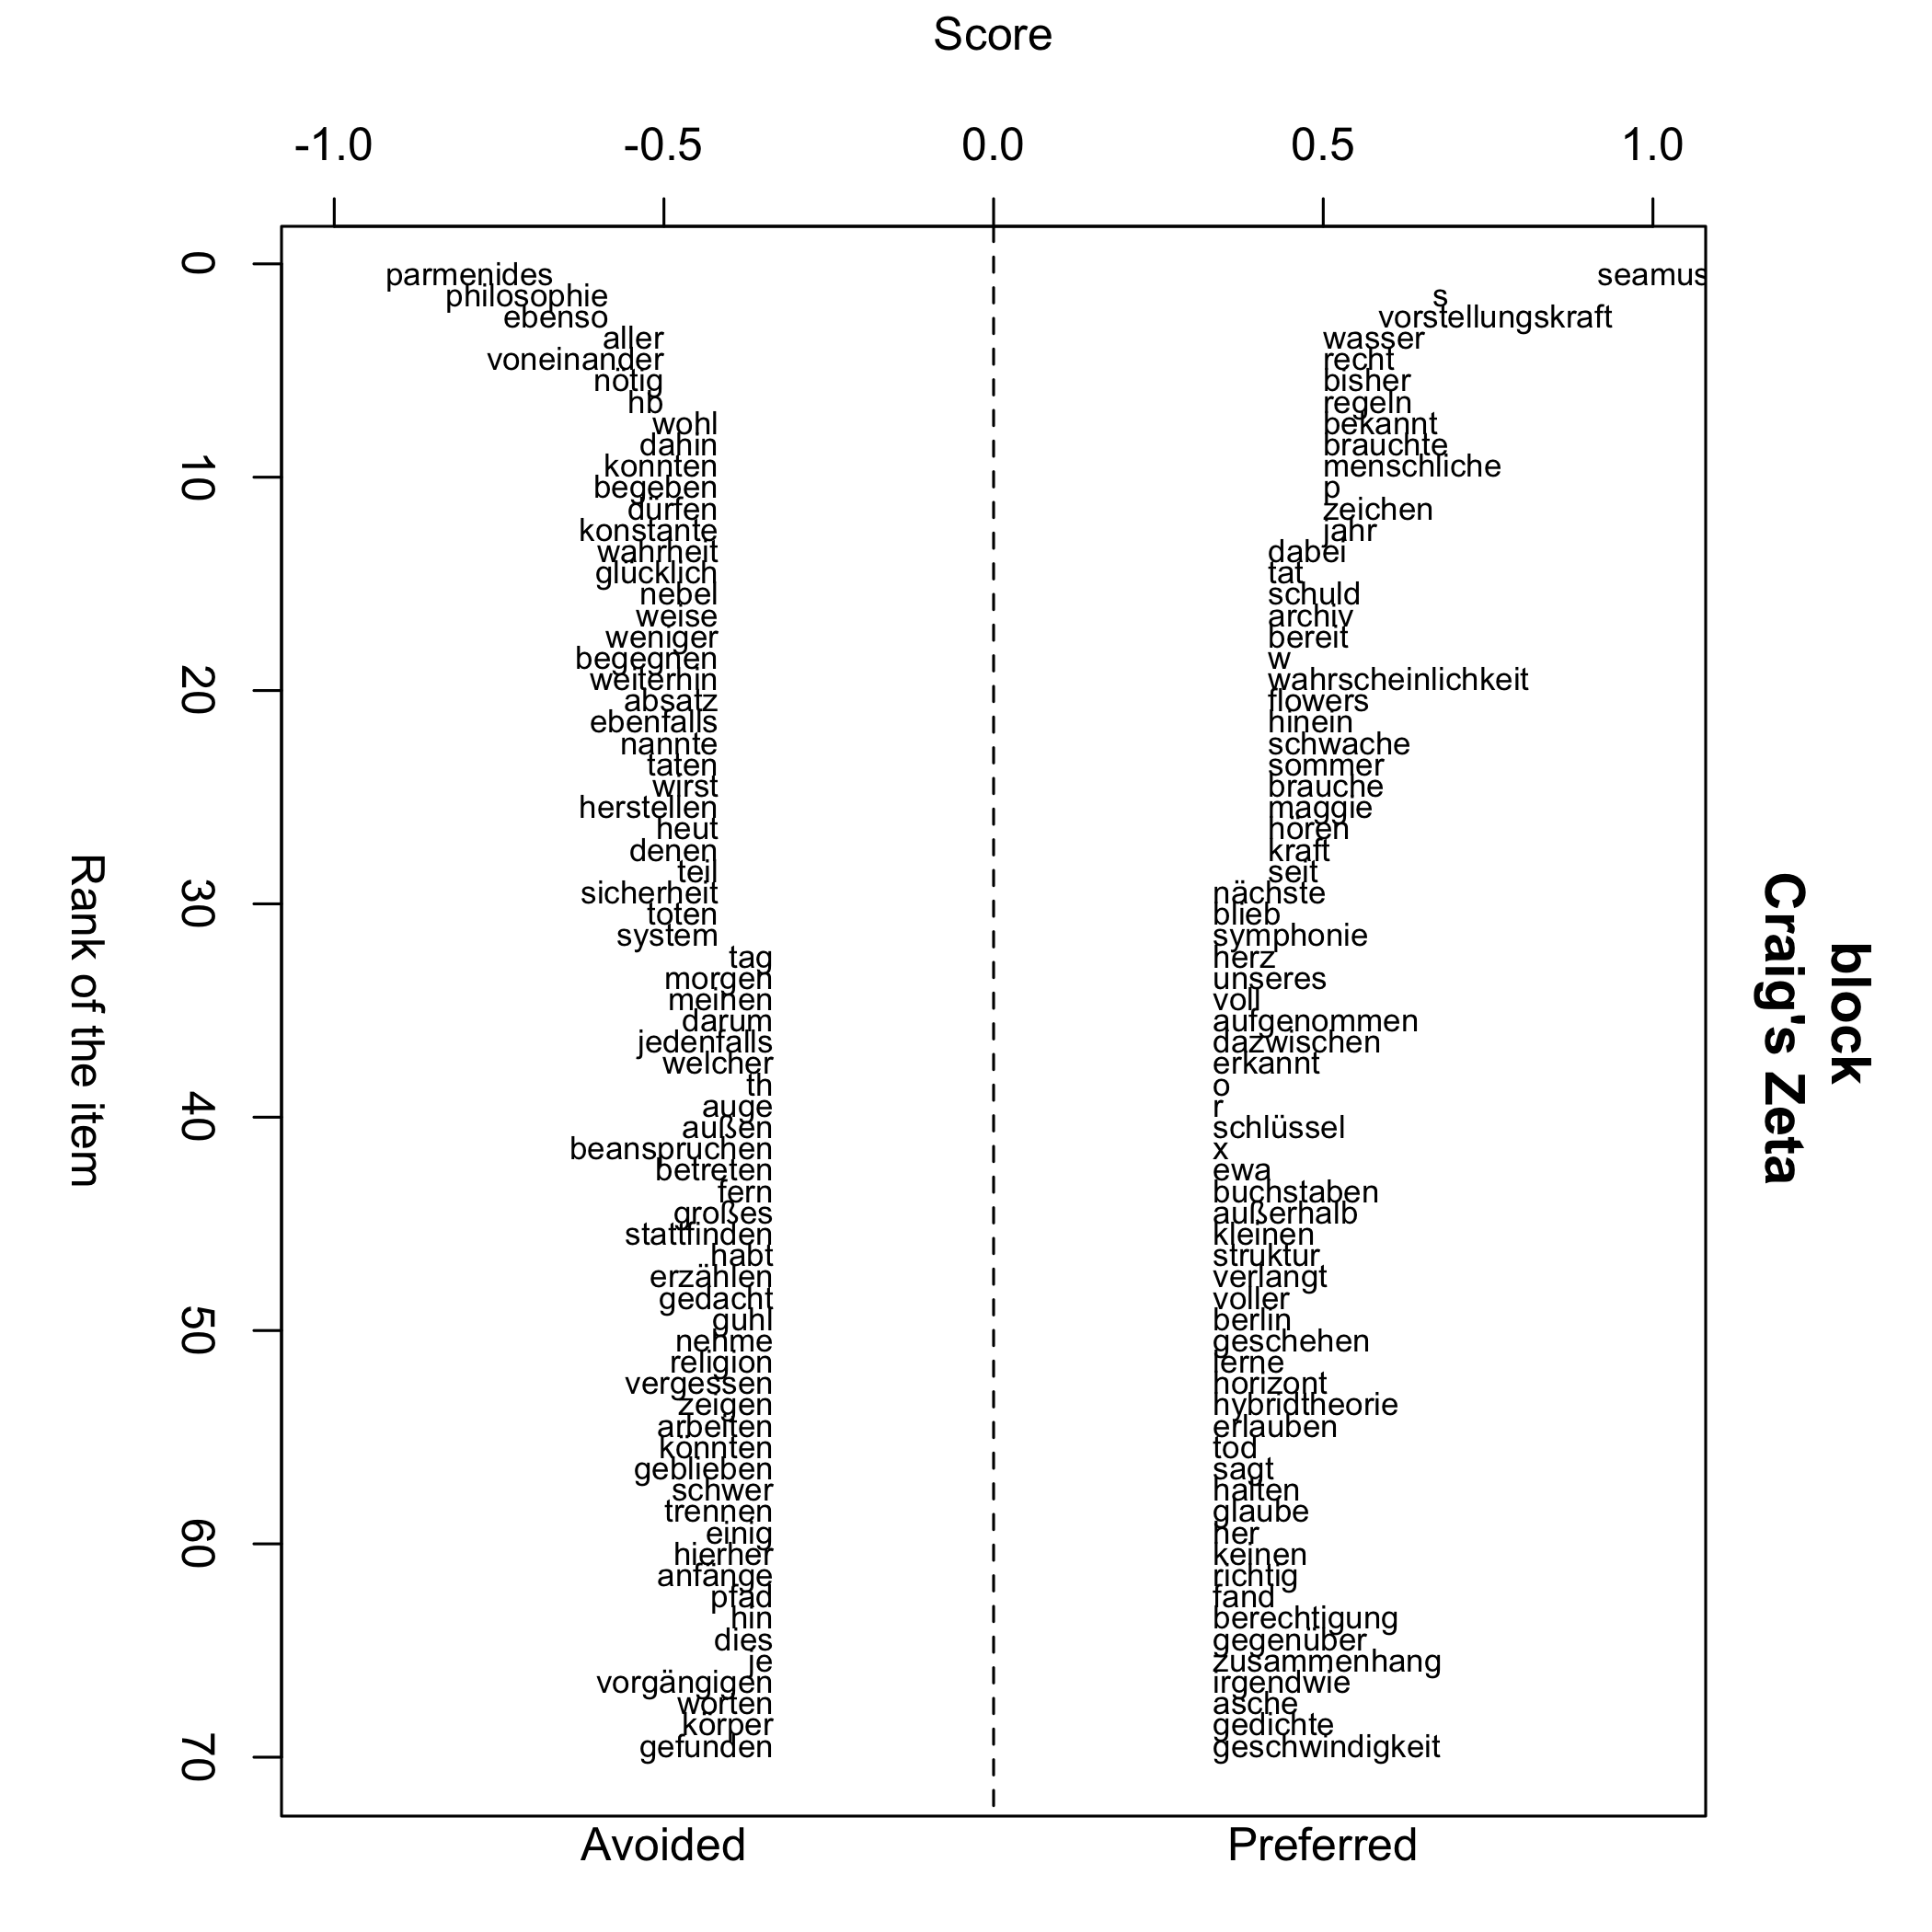 Score
-1.0 -0.5 0.0 0.5 1.0
0
10
20
30
40
50
60
70
Rank of the item
parmenides
philosophie
ebenso
aller
voneinander
nötig
hb
wohl
dahin
konnten
begeben
dürfen
konstante
wahrheit
glücklich
nebel
weise
weniger
begegnen
weiterhin
absatz
ebenfalls
nannte
taten
wirst
herstellen
heut
denen
teil
sicherheit
toten
system
tag
morgen
meinen
darum
jedenfalls
welcher
th
auge
außen
beanspruchen
betreten
fern
großes
stattfinden
habt
erzählen
gedacht
guhl
nehme
religion
vergessen
zeigen
arbeiten
könnten
geblieben
schwer
trennen
einig
hierher
anfänge
pfad
hin
dies
je
vorgängigen
worten
körper
gefunden
seamus
s
vorstellungskraft
wasser
recht
bisher
regeln
bekannt
brauchte
menschliche
p
zeichen
jahr
dabei
tat
schuld
archiv
bereit
w
wahrscheinlichkeit
flowers
hinein
schwache
sommer
brauche
maggie
hören
kraft
seit
nächste
blieb
symphonie
herz
unseres
voll
aufgenommen
dazwischen
erkannt
o
r
schlüssel
x
ewa
buchstaben
außerhalb
kleinen
struktur
verlangt
voller
berlin
geschehen
lerne
horizont
hybridtheorie
erlauben
tod
sagt
halten
glaube
her
keinen
richtig
fand
berechtigung
gegenüber
zusammenhang
irgendwie
asche
gedichte
geschwindigkeit
Avoided
Preferred
block
Craig's Zeta